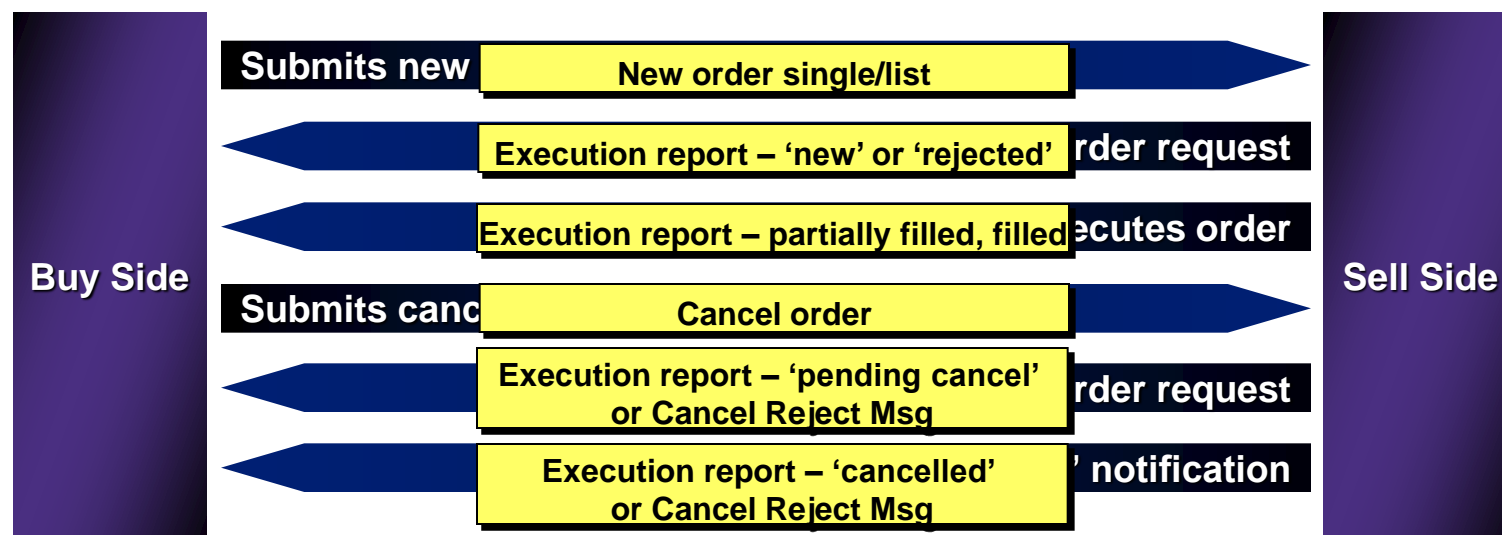 Submits new
New order single/list
Execution report – ‘new’ or ‘rejected’
rder request
Execution report – partially filled, filled
ecutes order
Buy Side
Sell Side
Submits canc
Cancel order
Execution report – ‘pending cancel’
or Cancel Reject Msg
rder request
Execution report – ‘cancelled’
or Cancel Reject Msg
’ notification